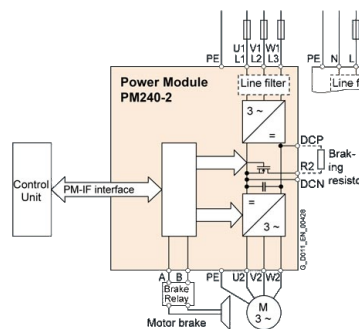 U1 V1 W1
PE L1 L2 L3
PE N L
Power Module
PM240-2
Line filter
Line f
3 ~
=
DCP
Brak-
ing
resisto
R2
DCN
Control
Unit
PM-IF interface
=
3 ~
G_D011_EN_00428
A B PE U2 V2 W2
Brake
Relay
M
3 ~
Motor brake